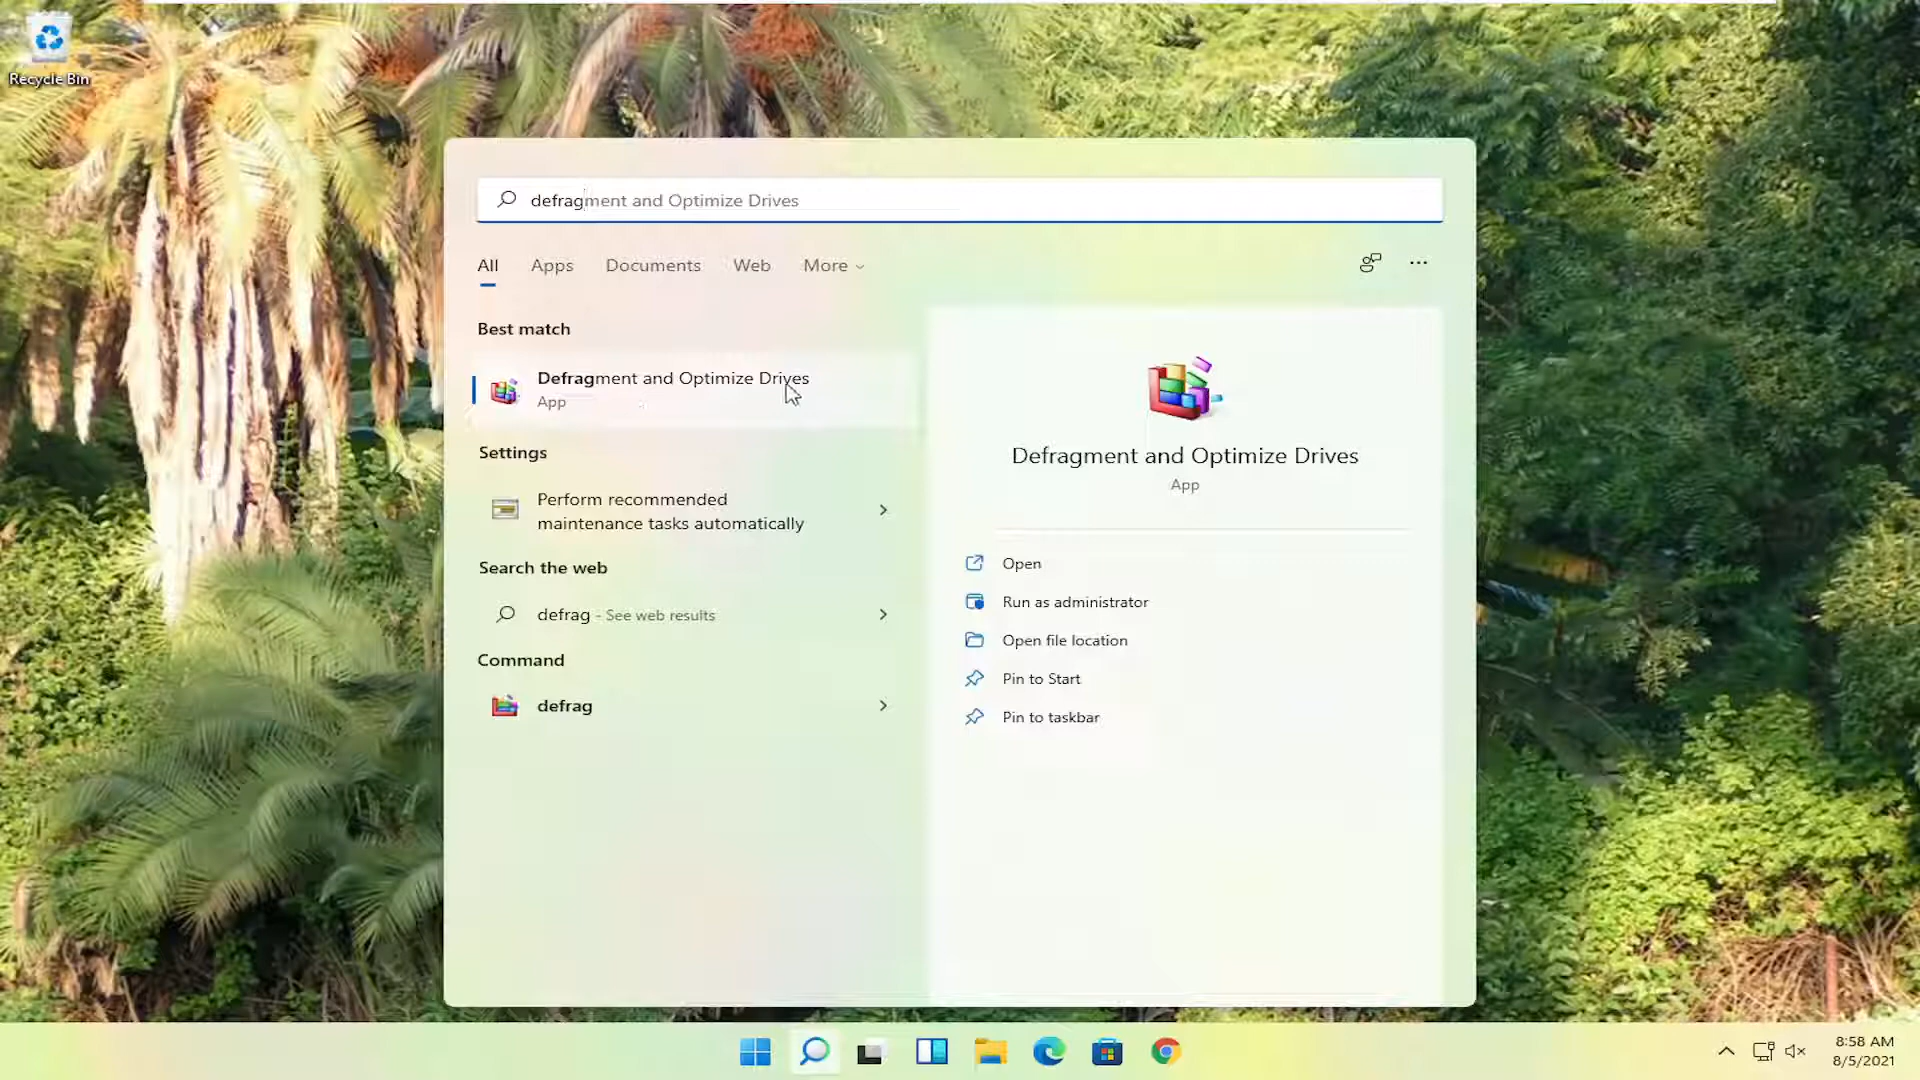 Recycle Bin
defragment and Optimize Drives
All Apps Documents Web More
Best match
Defragment and Optimize Drives
App
Settings
Perform recommended
maintenance tasks automatically
Search the web
defrag - See web results
Command
defrag
Defragment and Optimize Drives
App
Open
Run as administrator
Open file location
Pin to Start
Pin to taskbar
8:58 AM
8/5/2021